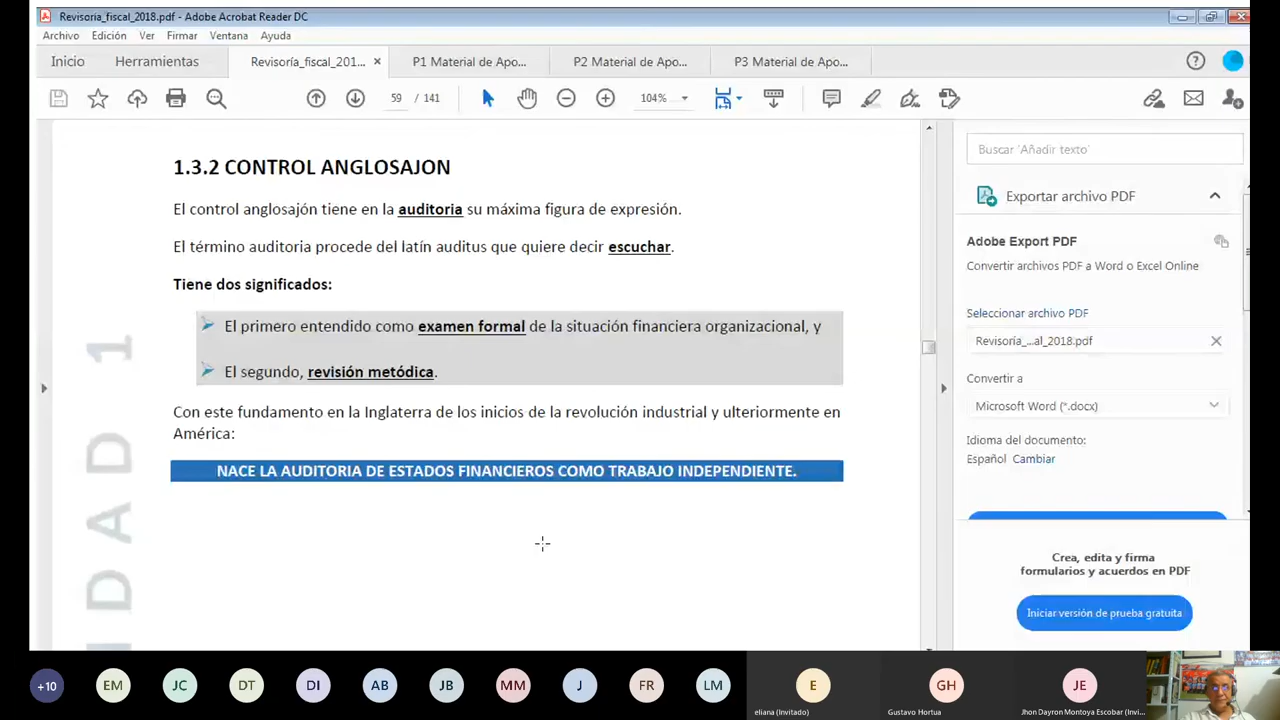 Revisoria_fiscal_2018.pdf - Adobe Acrobat Reader DC
Archivo Edición Ver Firmar Ventana Ayuda
Inicio Herramientas Revisoría_fiscal_201... × P1 Material de Apo... P2 Material de Apo... P3 Material de Apo...
59 / 141 104%
1.3.2 CONTROL ANGLOSAJON
El control anglosajón tiene en la auditoria su máxima figura de expresión.
El término auditoria procede del latín auditus que quiere decir escuchar.
Tiene dos significados:
El primero entendido como examen formal de la situación financiera organizacional, y
El segundo, revisión metódica.
Con este fundamento en la Inglaterra de los inicios de la revolución industrial y ulteriormente en
América:
NACE LA AUDITORIA DE ESTADOS FINANCIEROS COMO TRABAJO INDEPENDIENTE.
DAD 1
Buscar 'Añadir texto'
Exportar archivo PDF
Adobe Export PDF
Convertir archivos PDF a Word o Excel Online
Seleccionar archivo PDF
Revisoría_...al_2018.pdf ×
Convertir a
Microsoft Word (*.docx)
Idioma del documento:
Español Cambiar
Crea, edita y firma
formularios y acuerdos en PDF
Iniciar versión de prueba gratuita
+10 EM JC DT DI AB JB MM J FR LM E GH JE
eliana (Invitado) Gustavo Hortua Jhon Dayron Montoya Escobar (Invi...